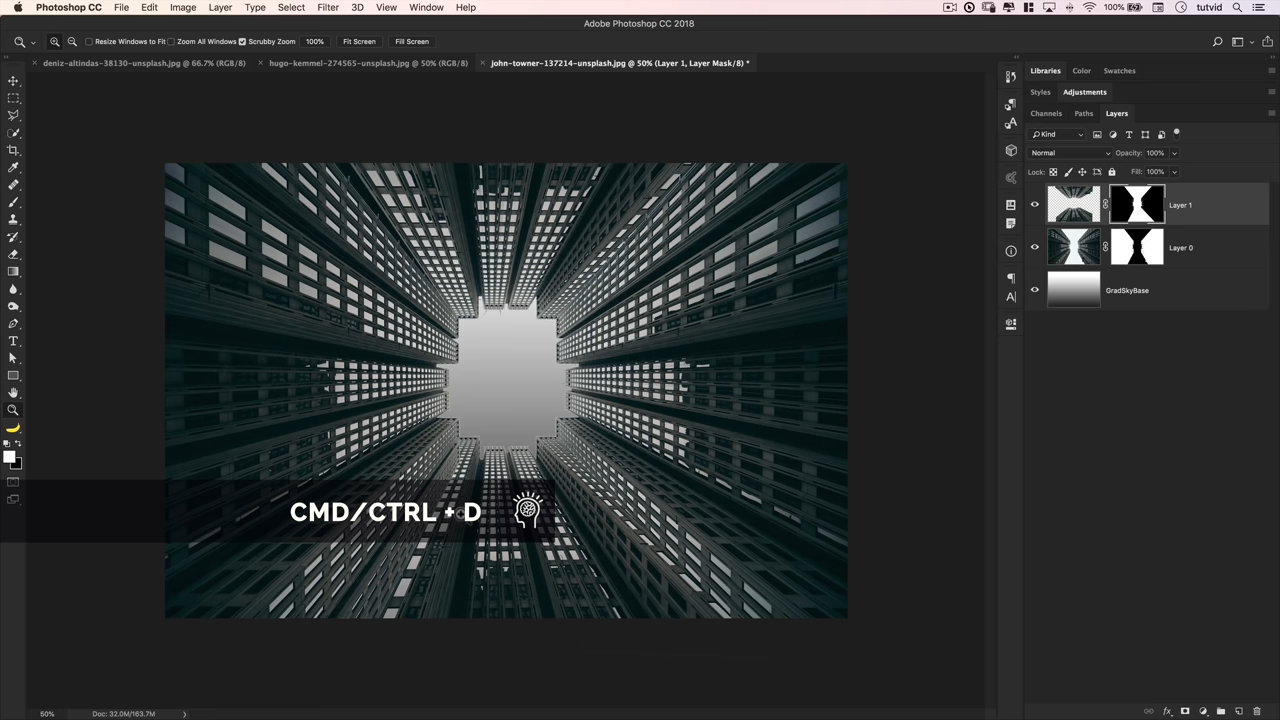 Photoshop CC File Edit Image Layer Type Select Filter 3D View Window Help 100% tutvid
Adobe Photoshop CC 2018
Resize Windows to Fit Zoom All Windows Scrubby Zoom 100% Fit Screen Fill Screen
deniz-altindas-38130-unsplash.jpg @ 66.7% (RGB/8) hugo-kemmel-274565-unsplash.jpg @ 50% (RGB/8) john-towner-137214-unsplash.jpg @ 50% (Layer 1, Layer Mask/8) *
Libraries Color Swatches
Styles Adjustments
Channels Paths Layers
Kind
Normal Opacity: 100%
Lock: Fill: 100%
Layer 1
Layer 0
GradSkyBase
CMD/CTRL + D
50% Doc: 32.0M/163.7M